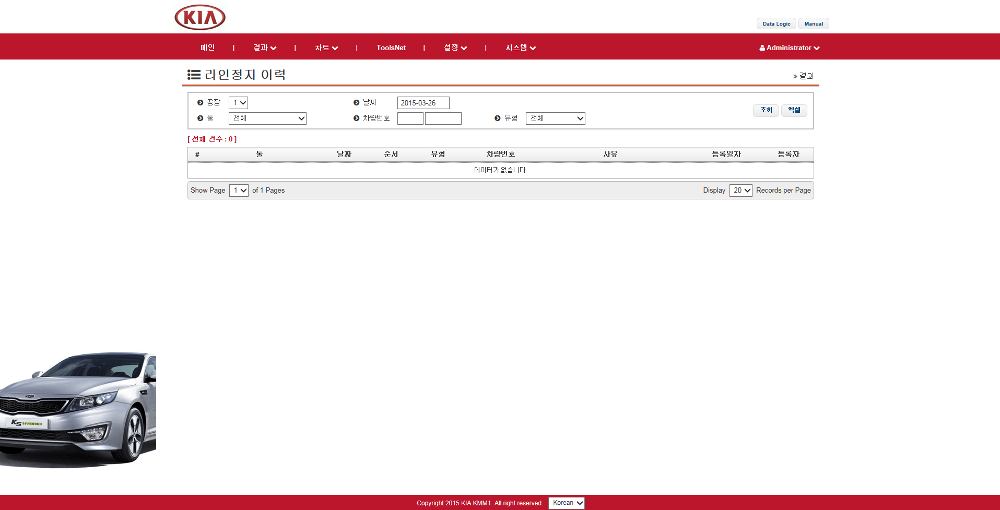 KIA
Data Logic Manual
메인 | 결과 | 차트 | ToolsNet | 설정 | 시스템 Administrator
라인정지 이력 » 결과
공장 1 날짜 2015-03-26 조회 엑셀
툴 전체 차량번호 유형 전체
[ 전체 건수 : 0 ]
# 툴 날짜 순서 유형 차량번호 사유 등록일자 등록자
데이터가 없습니다.
Show Page 1 of 1 Pages Display 20 Records per Page
K5 HYBRID
Copyright 2015 KIA KMM1. All right reserved. Korean